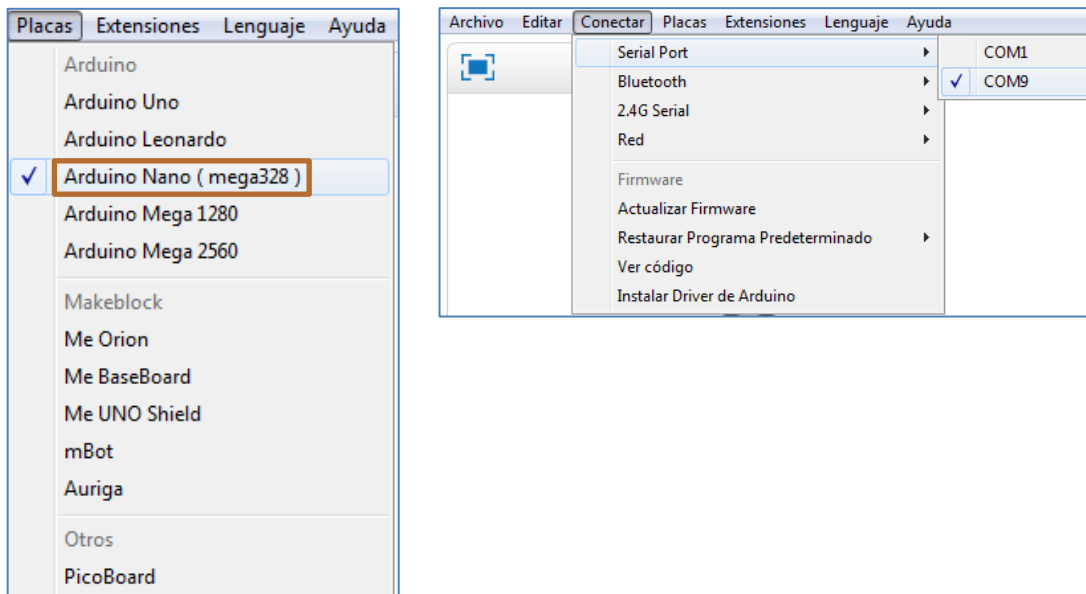 Placas Extensiones Lenguaje Ayuda
Arduino
Arduino Uno
Arduino Leonardo
Arduino Nano ( mega328 )
Arduino Mega 1280
Arduino Mega 2560
Makeblock
Me Orion
Me BaseBoard
Me UNO Shield
mBot
Auriga
Otros
PicoBoard
Archivo Editar Conectar Placas Extensiones Lenguaje Ayuda
Serial Port
COM1
Bluetooth
COM9
2.4G Serial
Red
Firmware
Actualizar Firmware
Restaurar Programa Predeterminado
Ver código
Instalar Driver de Arduino